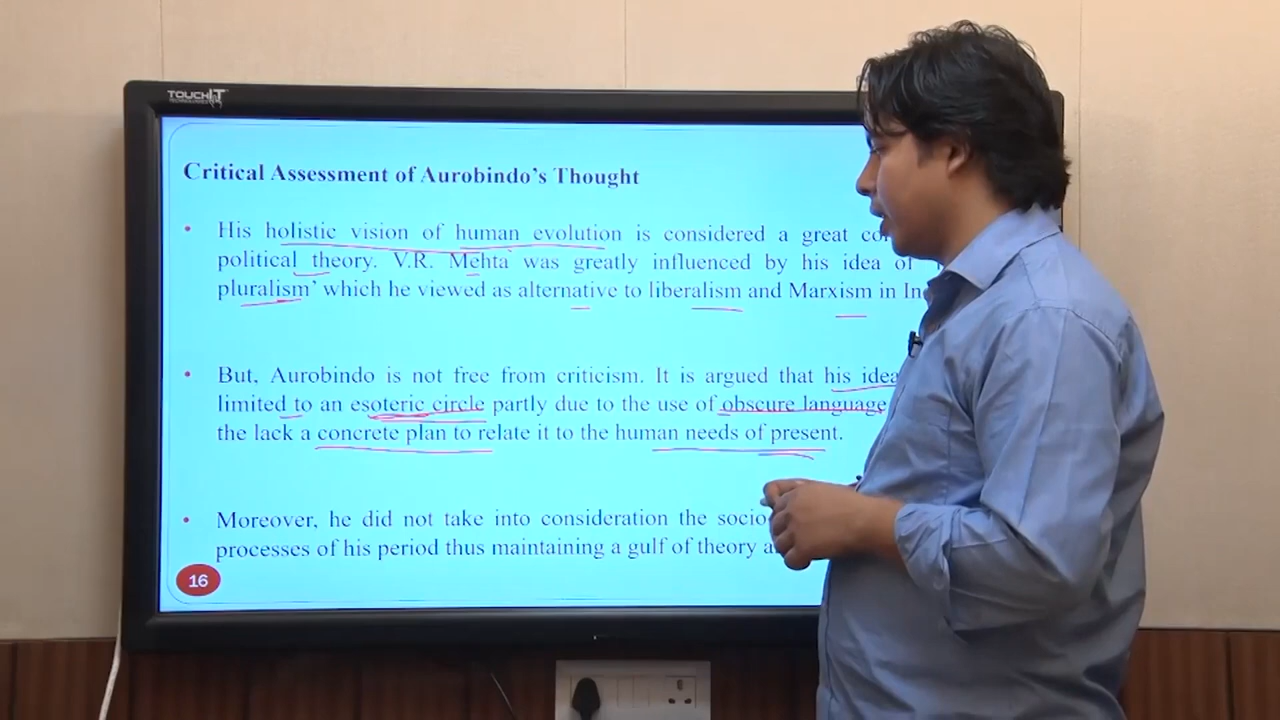 TOUCHIT
TECHNOLOGIES
Critical Assessment of Aurobindo's Thought
• His holistic vision of human evolution is considered a great
political theory. V.R. Mehta was greatly influenced by his idea of
pluralism' which he viewed as alternative to liberalism and Marxism in
• But, Aurobindo is not free from criticism. It is argued that his
limited to an esoteric circle partly due to the use of obscure language
the lack a concrete plan to relate it to the human needs of present.
• Moreover, he did not take into consideration the
processes of his period thus maintaining a gulf of theory
16